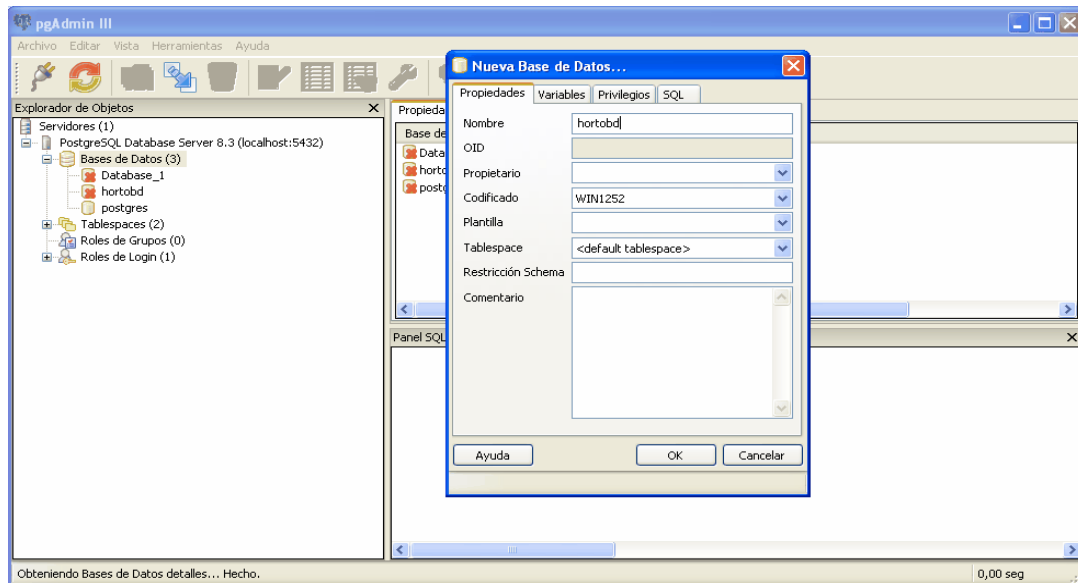 pgAdmin III
Archivo Editar Vista Herramientas Ayuda
Explorador de Objetos
Servidores (1)
PostgreSQL Database Server 8.3 (localhost:5432)
Bases de Datos (3)
Database_1
hortobd
postgres
Tablespaces (2)
Roles de Grupos (0)
Roles de Login (1)
Propieda
Base de
Data
horto
postg
Panel SQL
Nueva Base de Datos...
Propiedades Variables Privilegios SQL
Nombre hortobd
OID
Propietario
Codificado WIN1252
Plantilla
Tablespace <default tablespace>
Restricción Schema
Comentario
Ayuda OK Cancelar
Obteniendo Bases de Datos detalles... Hecho. 0,00 seg